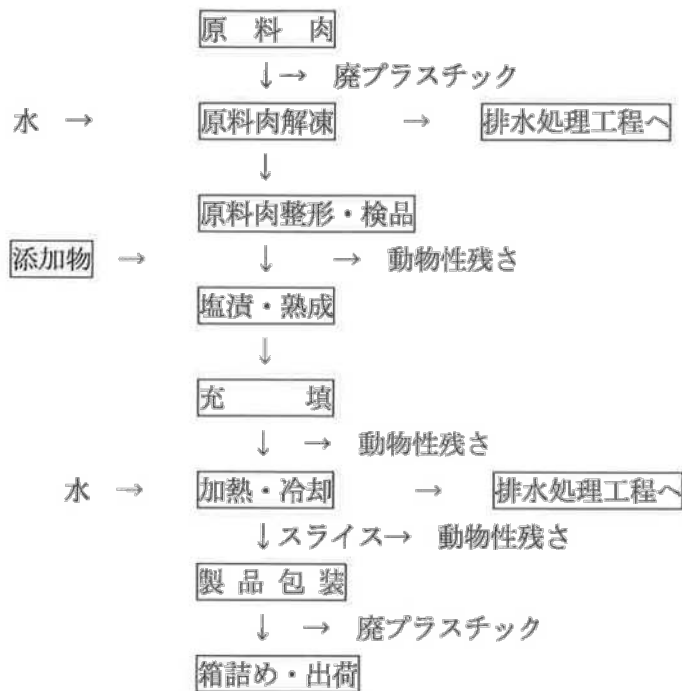 原 料 肉
↓→ 廃プラスチック
水 → 原料肉解凍 → 排水処理工程へ
↓
原料肉整形・検品
添加物 → ↓ → 動物性残さ
塩漬・熟成
↓
充 填
↓ → 動物性残さ
水 → 加熱・冷却 → 排水処理工程へ
↓スライス→ 動物性残さ
製 品 包 装
↓ → 廃プラスチック
箱詰め・出荷